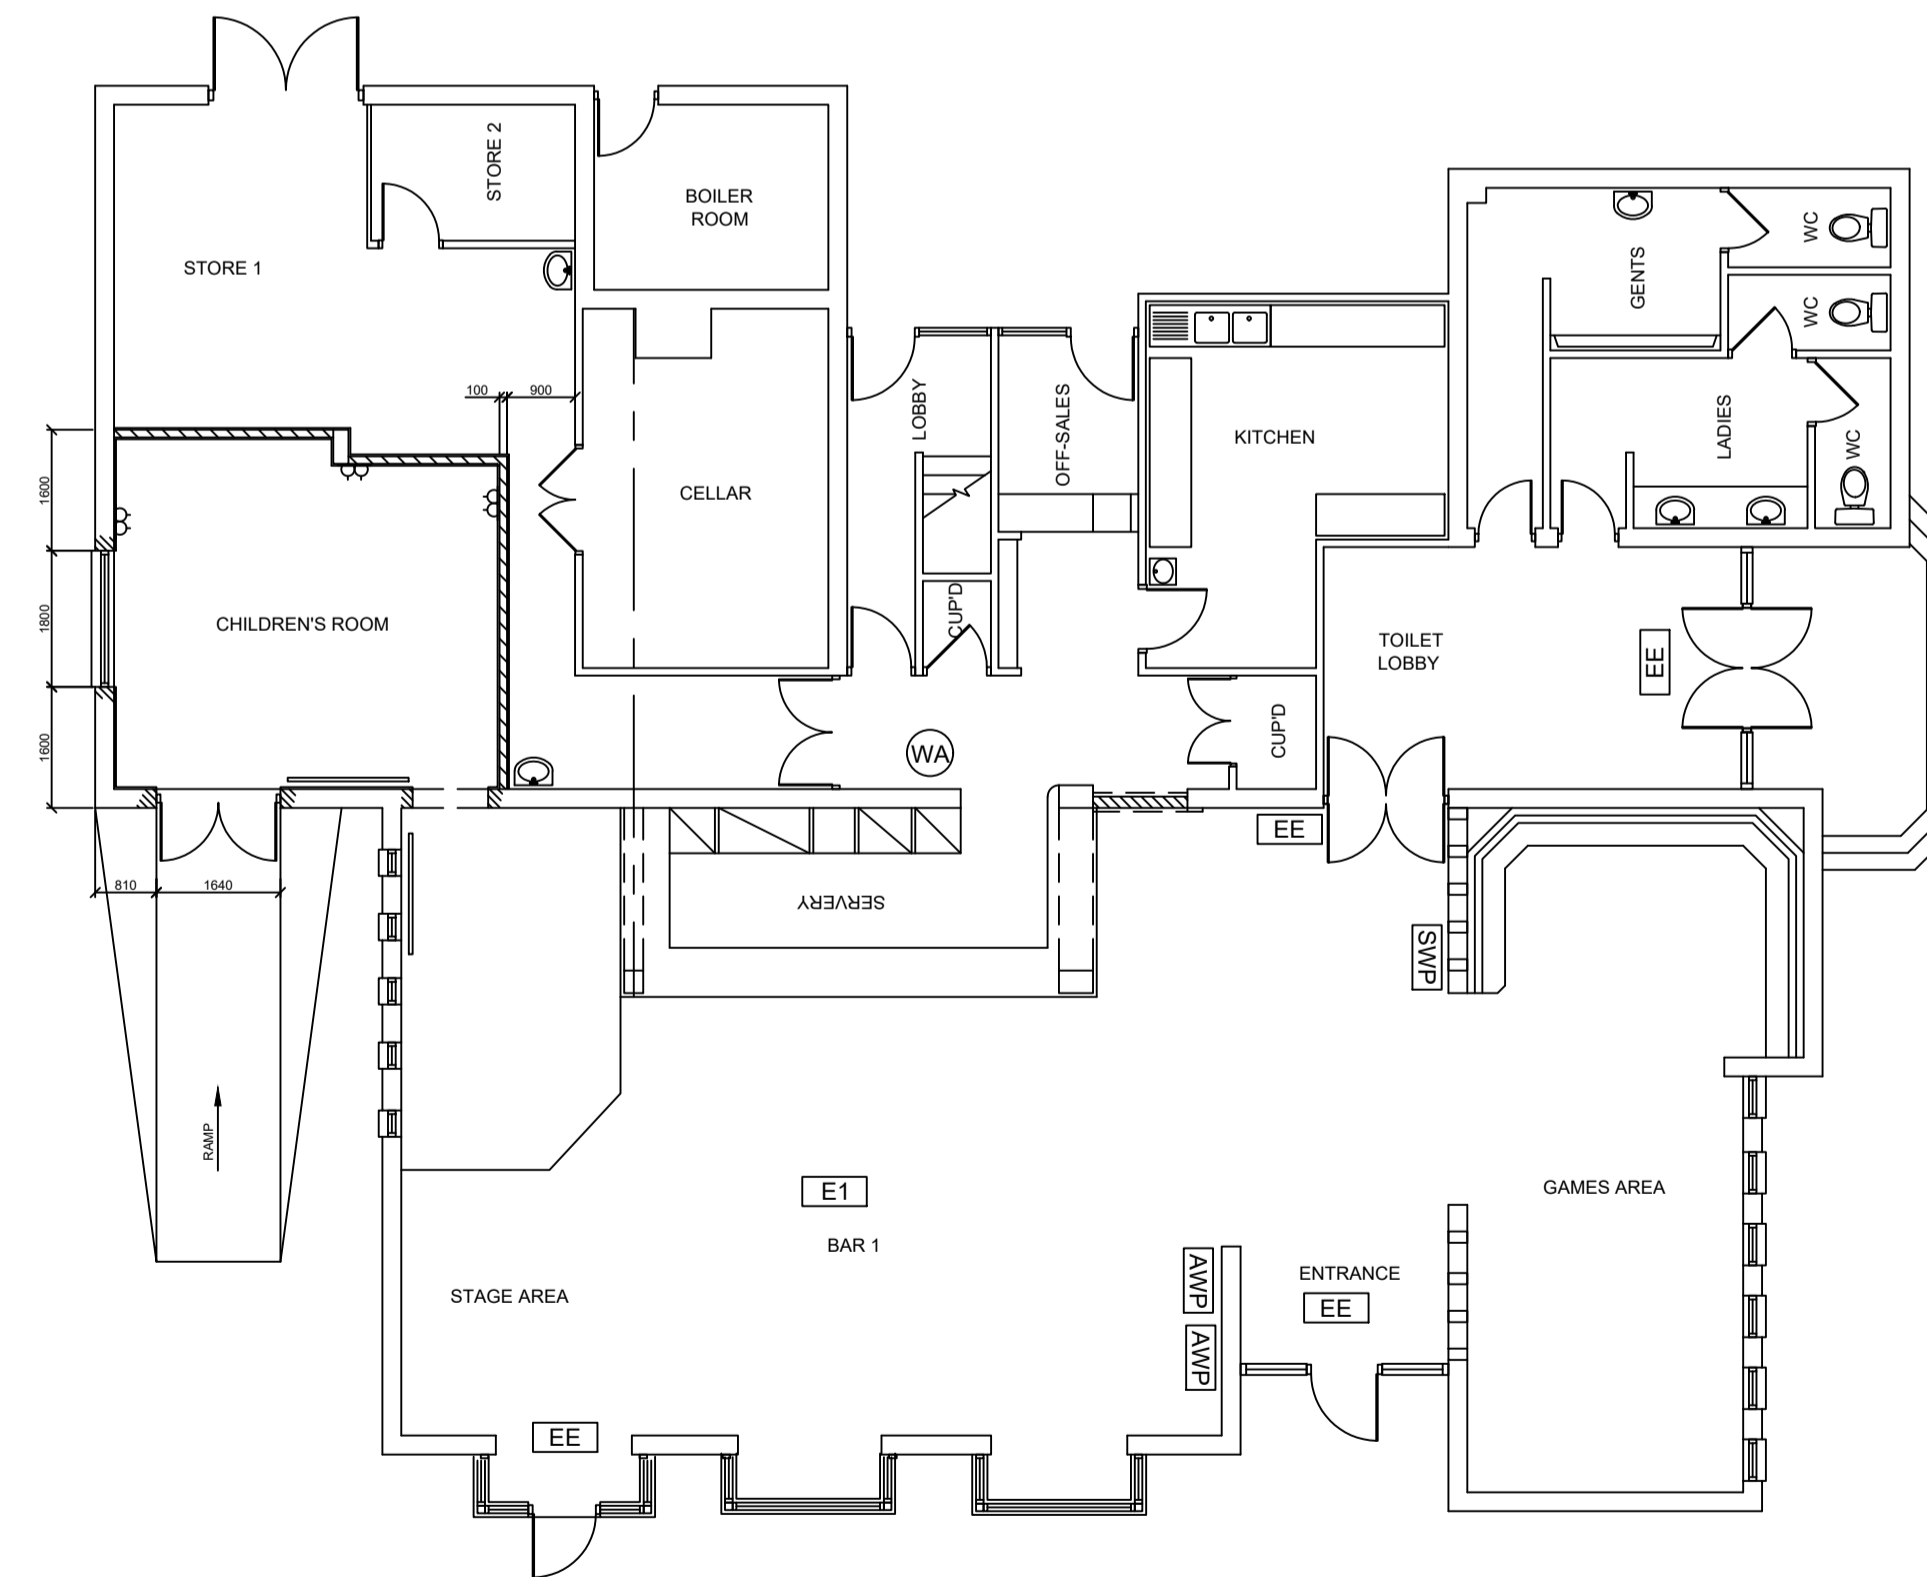 STORE 2
BOILER
ROOM
WC
GENTS
STORE 1
WC
100
900
LOBBY
OFF-SALES
KITCHEN
LADIES
WC
1600
CELLAR
CHILDREN'S ROOM
1800
CUP'D
TOILET
LOBBY
EE
1600
WA
CUP'D
EE
810
1640
SERVERY
SWP
RAMP
E1
GAMES AREA
BAR 1
AWP
ENTRANCE
STAGE AREA
EE
AWP
EE